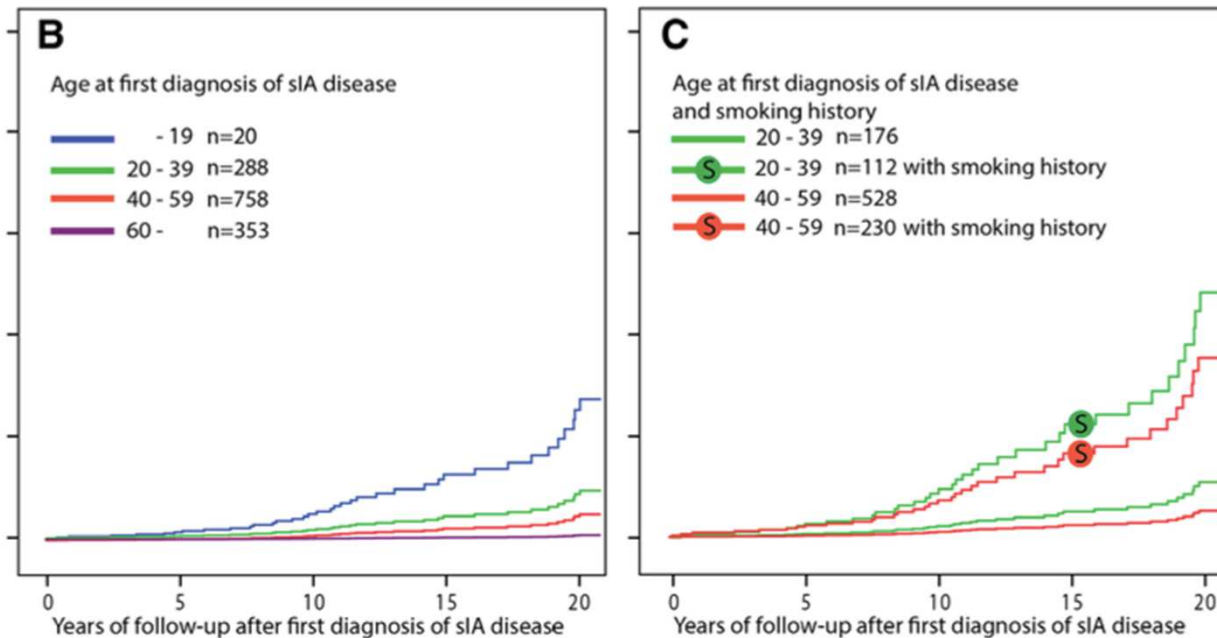 B
Age at first diagnosis of sIA disease
- 19 n=20
20 - 39 n=288
40 - 59 n=758
60 - n=353
0 5 10 15 20
Years of follow-up after first diagnosis of sIA disease
C
Age at first diagnosis of sIA disease
and smoking history
20 - 39 n=176
S 20 - 39 n=112 with smoking history
40 - 59 n=528
S 40 - 59 n=230 with smoking history
S
S
0 5 10 15 20
Years of follow-up after first diagnosis of sIA disease